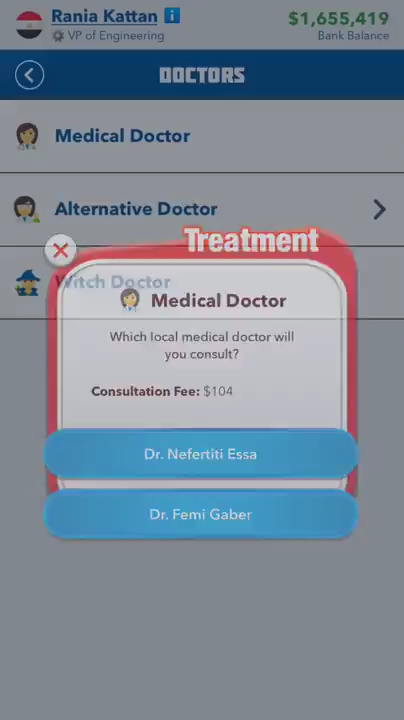 Rania Kattan
$1,655,419
VP of Engineering
Bank Balance
DOCTORS
Medical Doctor
Alternative Doctor
Treatment
Witch Doctor
Medical Doctor
Which local medical doctor will
you consult?
Consultation Fee: $104
Dr. Nefertiti Essa
Dr. Femi Gaber